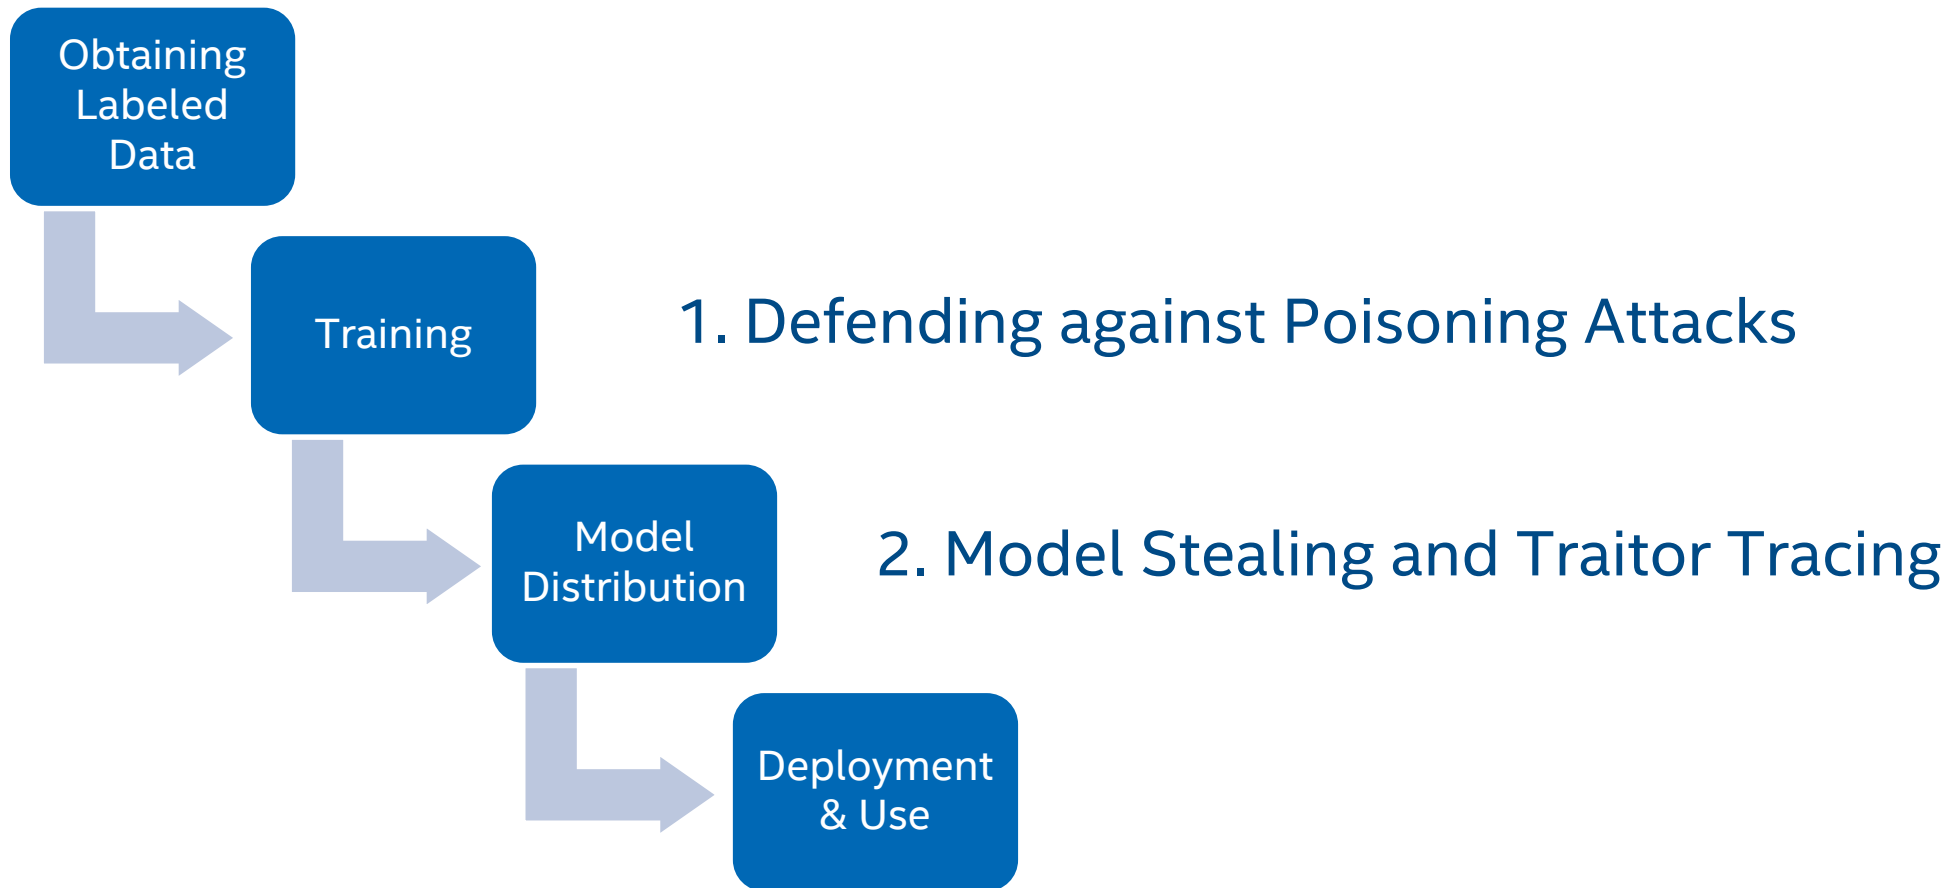 Obtaining
Labeled
Data
Training
1. Defending against Poisoning Attacks
Model
Distribution
2. Model Stealing and Traitor Tracing
Deployment
& Use